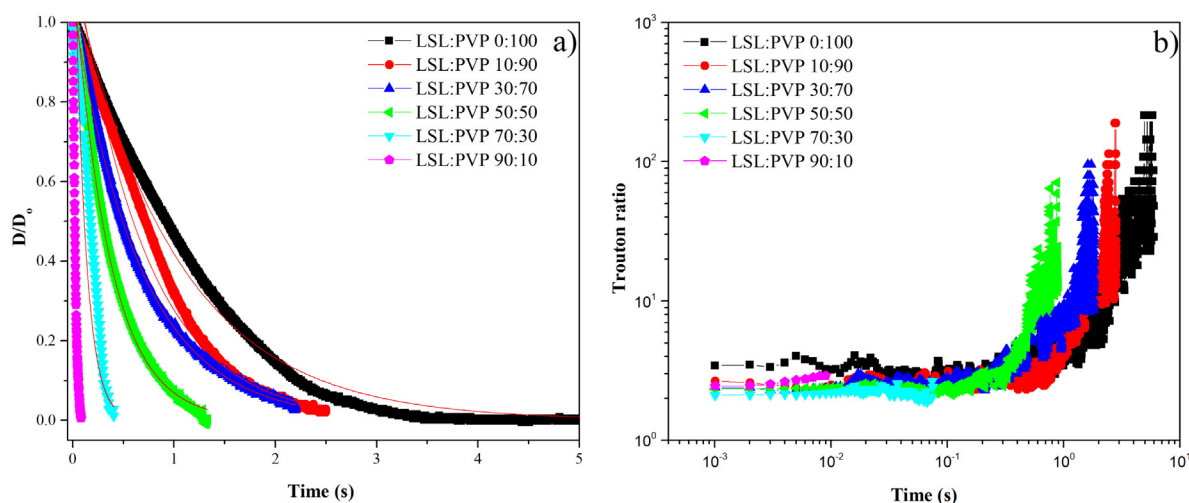 a)
LSL:PVP 0:100
LSL:PVP 10:90
LSL:PVP 30:70
LSL:PVP 50:50
LSL:PVP 70:30
LSL:PVP 90:10
1.0
0.8
0.6
0.4
0.2
0.0
D/Do
0 1 2 3 4 5
Time (s)
b)
LSL:PVP 0:100
LSL:PVP 10:90
LSL:PVP 30:70
LSL:PVP 50:50
LSL:PVP 70:30
LSL:PVP 90:10
10³
10²
10¹
10⁰
Trouton ratio
10⁻³ 10⁻² 10⁻¹ 10⁰ 10¹
Time (s)